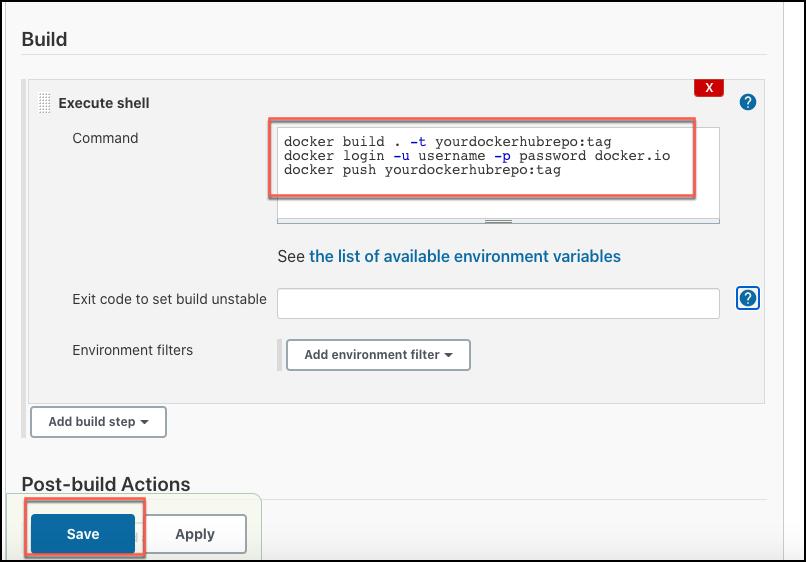 Build
X
Execute shell
?
Command
docker build . -t yourdockerhubrepo:tag
docker login -u username -p password docker.io
docker push yourdockerhubrepo:tag
See the list of available environment variables
Exit code to set build unstable
?
Environment filters
Add environment filter
Add build step
Post-build Actions
Save
Apply